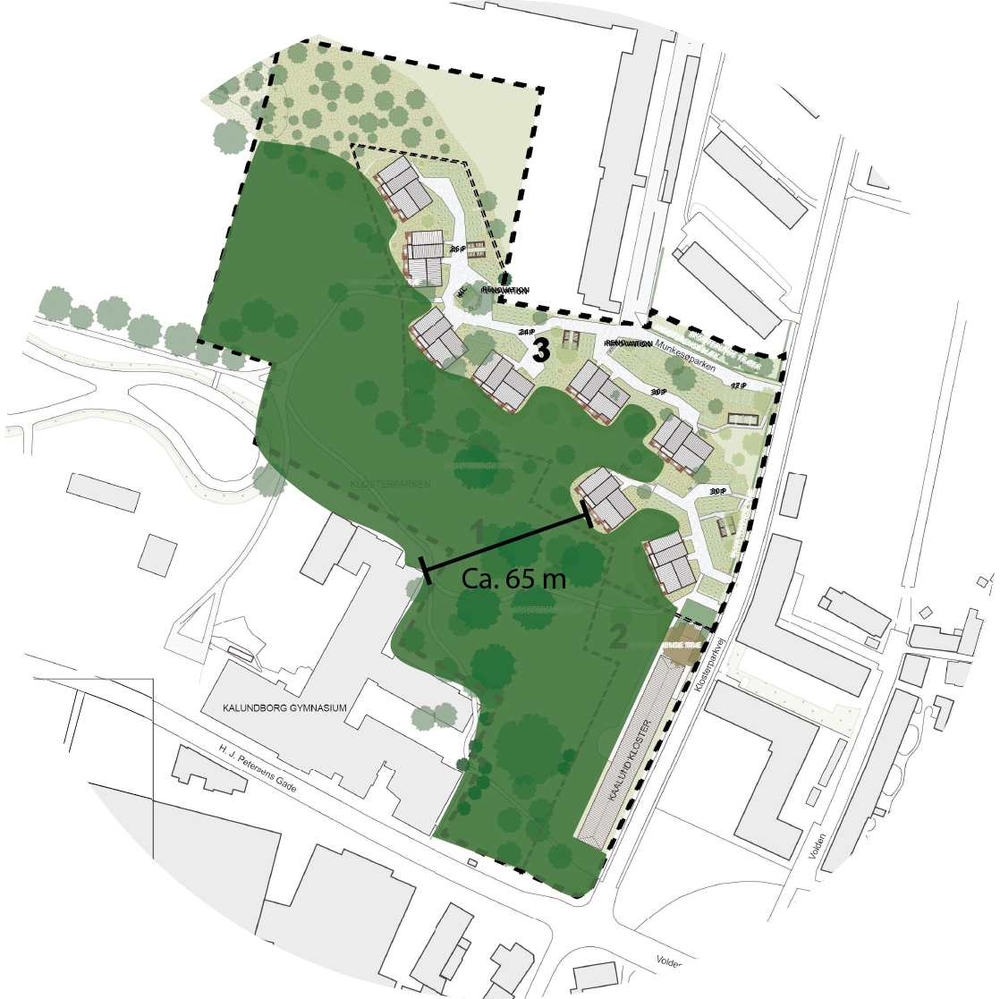 26 P
RENOVATION
RENOVATION
24 P
3
RENOVATION
Munkesøparken
17 P
30 P
KLOSTERPARKEN
30 P
1
Ca. 65 m
2
Klosterparkvej
KALUNDBORG GYMNASIUM
KAALUND KLOSTER
H. J. Petersens Gade
Volden
Volden